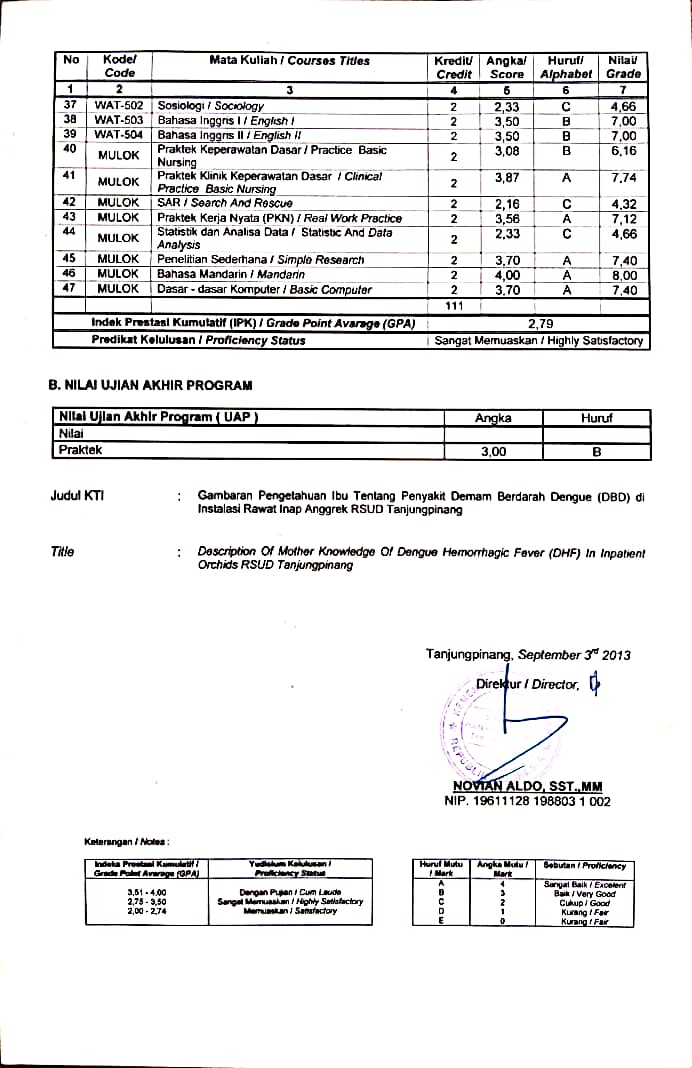 No Kode/ Mata Kuliah / Courses Titles Kredit/ Angka/ Huruf/ Nilai/
Code Credit Score Alphabet Grade
1 2 3 4 5 6 7
37 WAT-502 Sosiologi / Sociology 2 2,33 C 4,66
38 WAT-503 Bahasa Inggris I / English I 2 3,50 B 7,00
39 WAT-504 Bahasa Inggris II / English II 2 3,50 B 7,00
40 MULOK Praktek Keperawatan Dasar / Practice Basic 2 3,08 B 6,16
Nursing
41 MULOK Praktek Klinik Keperawatan Dasar / Clinical 2 3,87 A 7,74
Practice Basic Nursing
42 MULOK SAR / Search And Rescue 2 2,16 C 4,32
43 MULOK Praktek Kerja Nyata (PKN) / Real Work Practice 2 3,56 A 7,12
44 MULOK Statistik dan Analisa Data / Statistic And Data 2 2,33 C 4,66
Analysis
45 MULOK Penelitian Sederhana / Simple Research 2 3,70 A 7,40
46 MULOK Bahasa Mandarin / Mandarin 2 4,00 A 8,00
47 MULOK Dasar - dasar Komputer / Basic Computer 2 3,70 A 7,40
111
Indek Prestasi Kumulatif (IPK) / Grade Point Avarage (GPA) 2,79
Predikat Kelulusan / Proficiency Status Sangat Memuaskan / Highly Satisfactory
B. NILAI UJIAN AKHIR PROGRAM
Nilai Ujian Akhir Program ( UAP ) Angka Huruf
Nilai
Praktek 3,00 B
Judul KTI : Gambaran Pengetahuan Ibu Tentang Penyakit Demam Berdarah Dengue (DBD) di
Instalasi Rawat Inap Anggrek RSUD Tanjungpinang
Title : Description Of Mother Knowledge Of Dengue Hemorrhagic Fever (DHF) In Inpatient
Orchids RSUD Tanjungpinang
Tanjungpinang, September 3rd 2013
Direktur / Director,
REPUBLIK
NOVIAN ALDO, SST.,MM
NIP. 19611128 198803 1 002
Keterangan / Notes :
Indeks Prestasi Kumulatif / Yudisium Kelulusan /
Grade Point Avarage (GPA) Proficiency Status
3,51 - 4,00 Dengan Pujian / Cum Laude
2,75 - 3,50 Sangat Memuaskan / Highly Satisfactory
2,00 - 2,74 Memuaskan / Satisfactory
Huruf Mutu Angka Mutu / Sebutan / Proficiency
/ Mark Mark
A 4 Sangat Baik / Excelent
B 3 Baik / Very Good
C 2 Cukup / Good
D 1 Kurang / Fair
E 0 Kurang / Fair